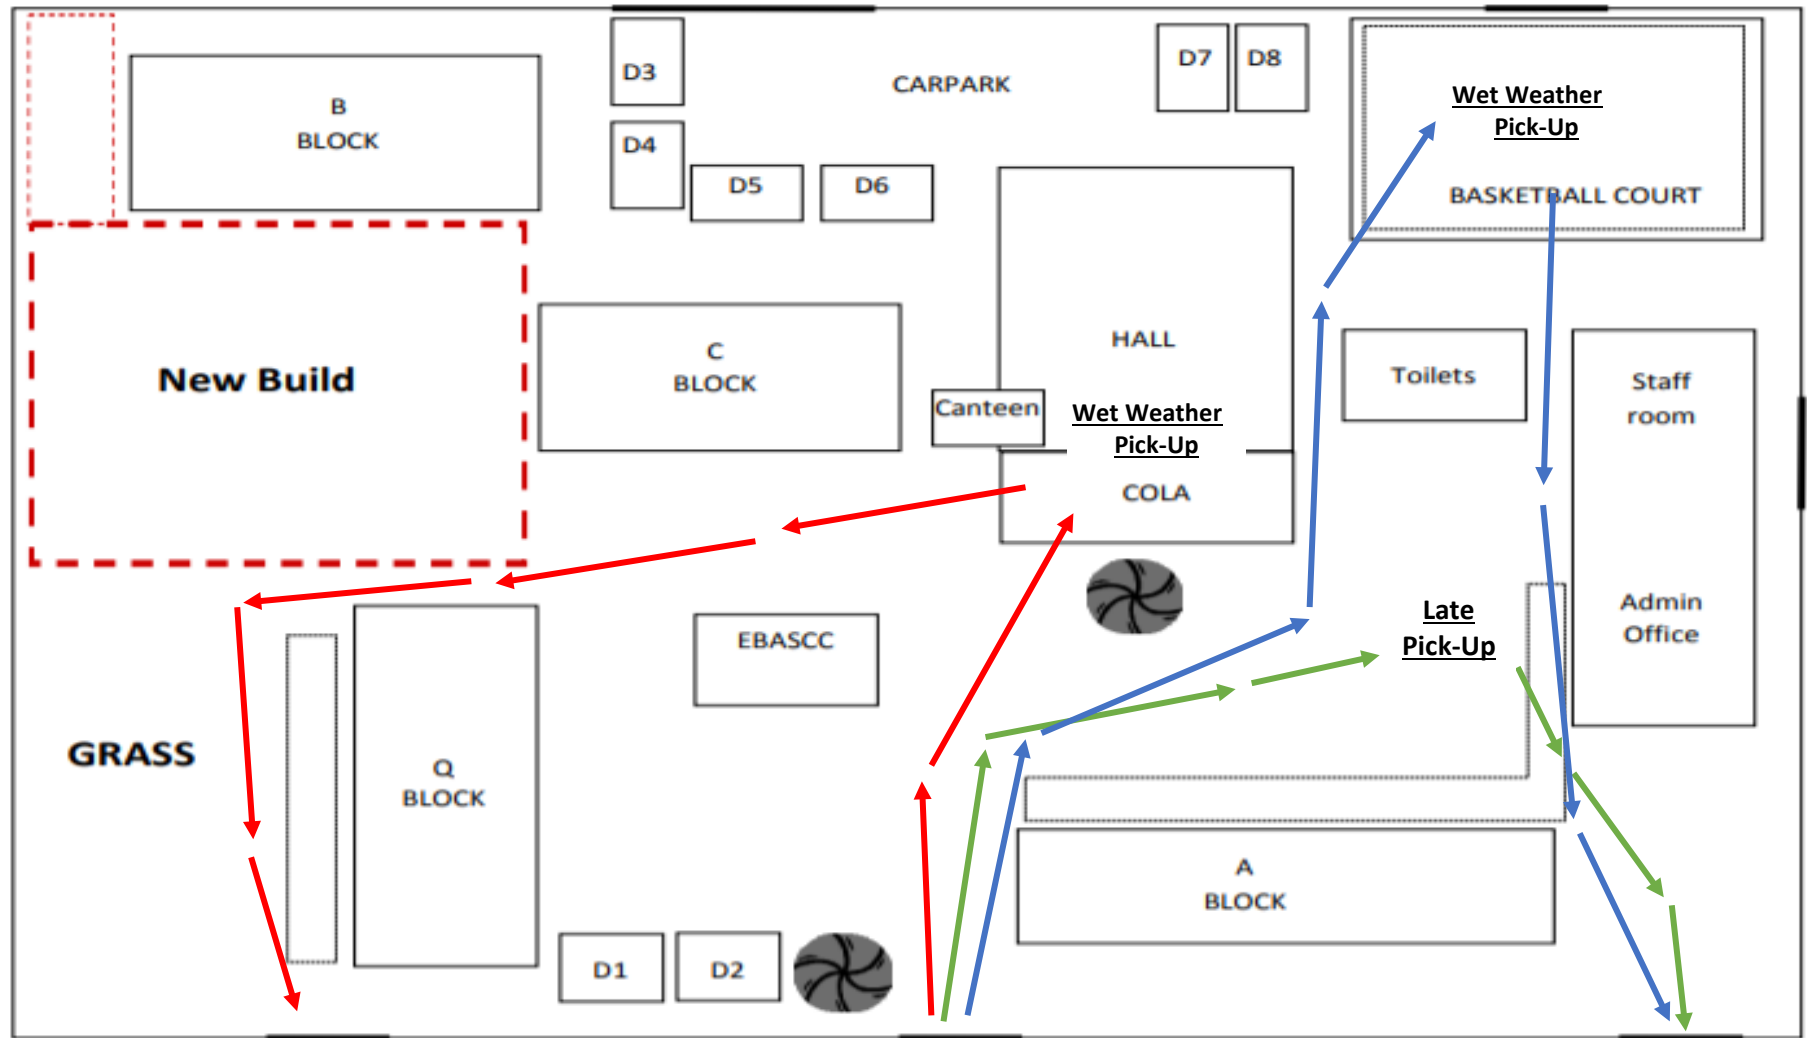 D3
CARPARK
D7
D8
B
BLOCK
Wet Weather
Pick-Up
D4
D5
D6
BASKETBALL COURT
New Build
C
BLOCK
HALL
Canteen
Wet Weather
Pick-Up
COLA
Toilets
Staff
room
Late
Pick-Up
Admin
Office
EBASCC
GRASS
Q
BLOCK
A
BLOCK
D1
D2